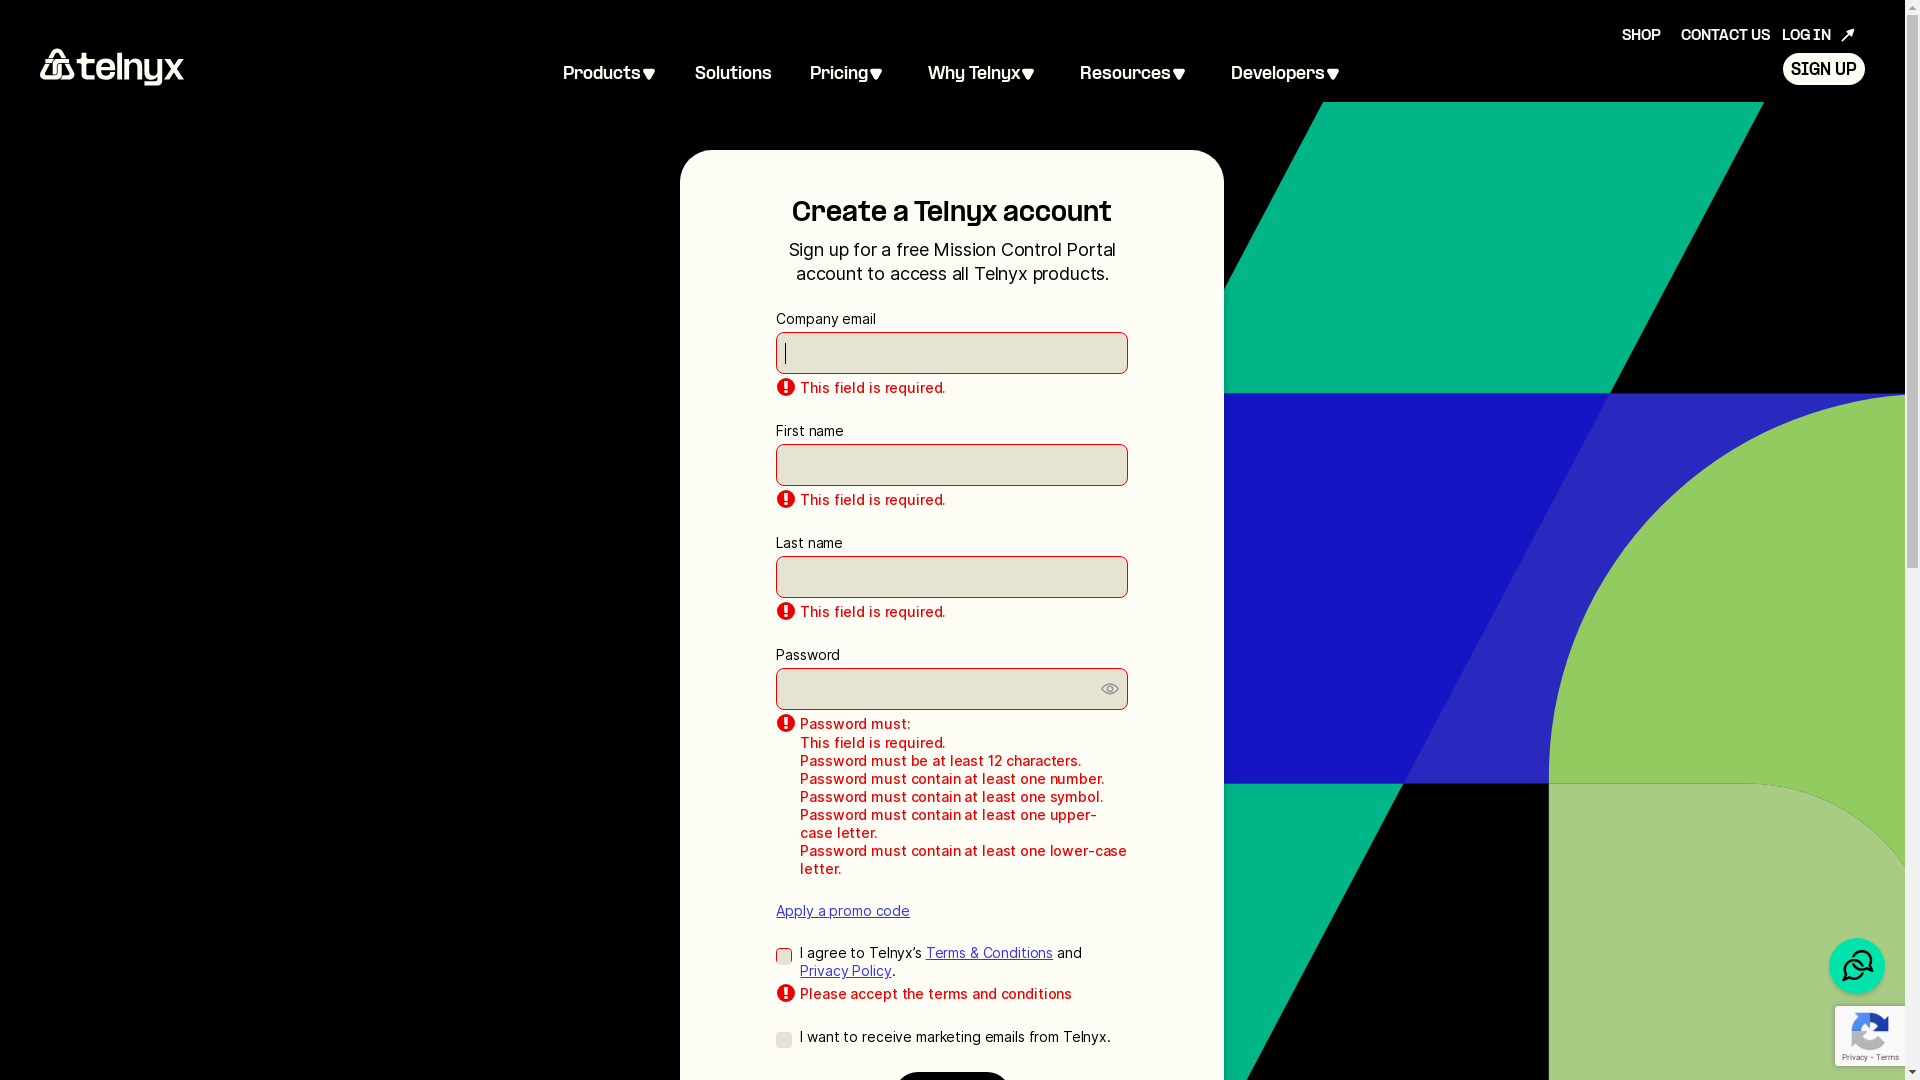 SHOP CONTACT US LOG IN
telnyx
Products Solutions Pricing Why Telnyx Resources Developers
SIGN UP
Create a Telnyx account
Sign up for a free Mission Control Portal
account to access all Telnyx products.
Company email
This field is required.
First name
This field is required.
Last name
This field is required.
Password
Password must:
This field is required.
Password must be at least 12 characters.
Password must contain at least one number.
Password must contain at least one symbol.
Password must contain at least one upper-
case letter.
Password must contain at least one lower-case
letter.
Apply a promo code
I agree to Telnyx’s Terms & Conditions and
Privacy Policy.
Please accept the terms and conditions
I want to receive marketing emails from Telnyx.
Privacy - Terms